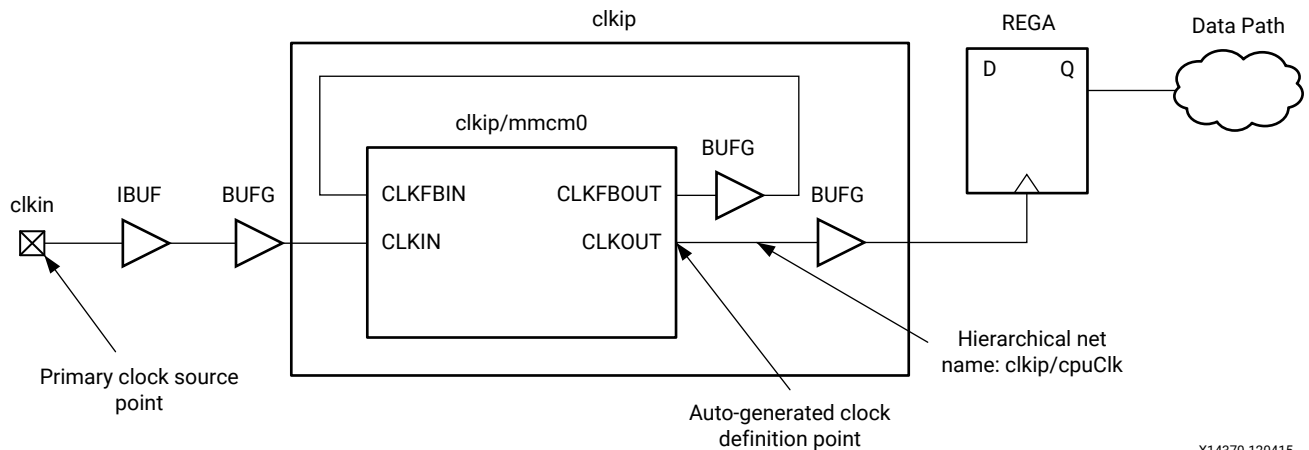 clkip
REGA
Data Path
D
Q
clkip/mmcm0
BUFG
CLKFBIN
CLKFBOUT
IBUF
BUFG
BUFG
clkin
CLKIN
CLKOUT
Hierarchical net
name: clkip/cpuClk
Primary clock source
point
Auto-generated clock
definition point